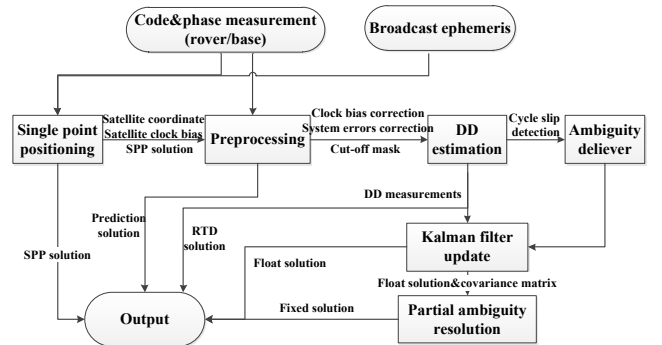 Code&phase measurement
(rover/base)
Broadcast ephemeris
Single point
positioning
Satellite coordinate
Satellite clock bias
SPP solution
Preprocessing
Clock bias correction
System errors correction
Cut-off mask
DD
estimation
Cycle slip
detection
Ambiguity
deliever
DD measurements
Prediction
solution
RTD
solution
SPP solution
Kalman filter
update
Float solution
Float solution&covariance matrix
Output
Fixed solution
Partial ambiguity
resolution